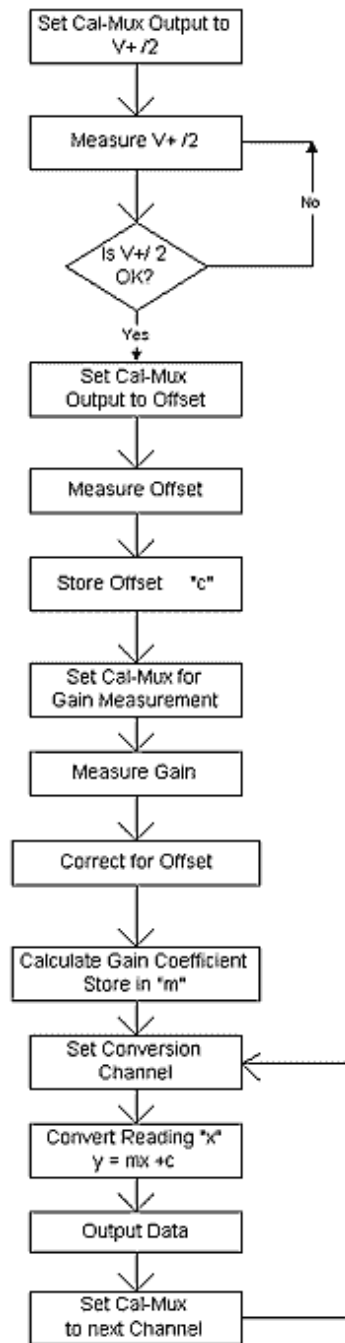 Set Cal-Mux Output to
V+ /2
Measure V+ /2
No
Is V+/ 2
OK?
Yes
Set Cal-Mux
Output to Offset
Measure Offset
Store Offset "c"
Set Cal-Mux for
Gain Measurement
Measure Gain
Correct for Offset
Calculate Gain Coefficient
Store in "m"
Set Conversion
Channel
Convert Reading "x"
y = mx +c
Output Data
Set Cal-Mux
to next Channel